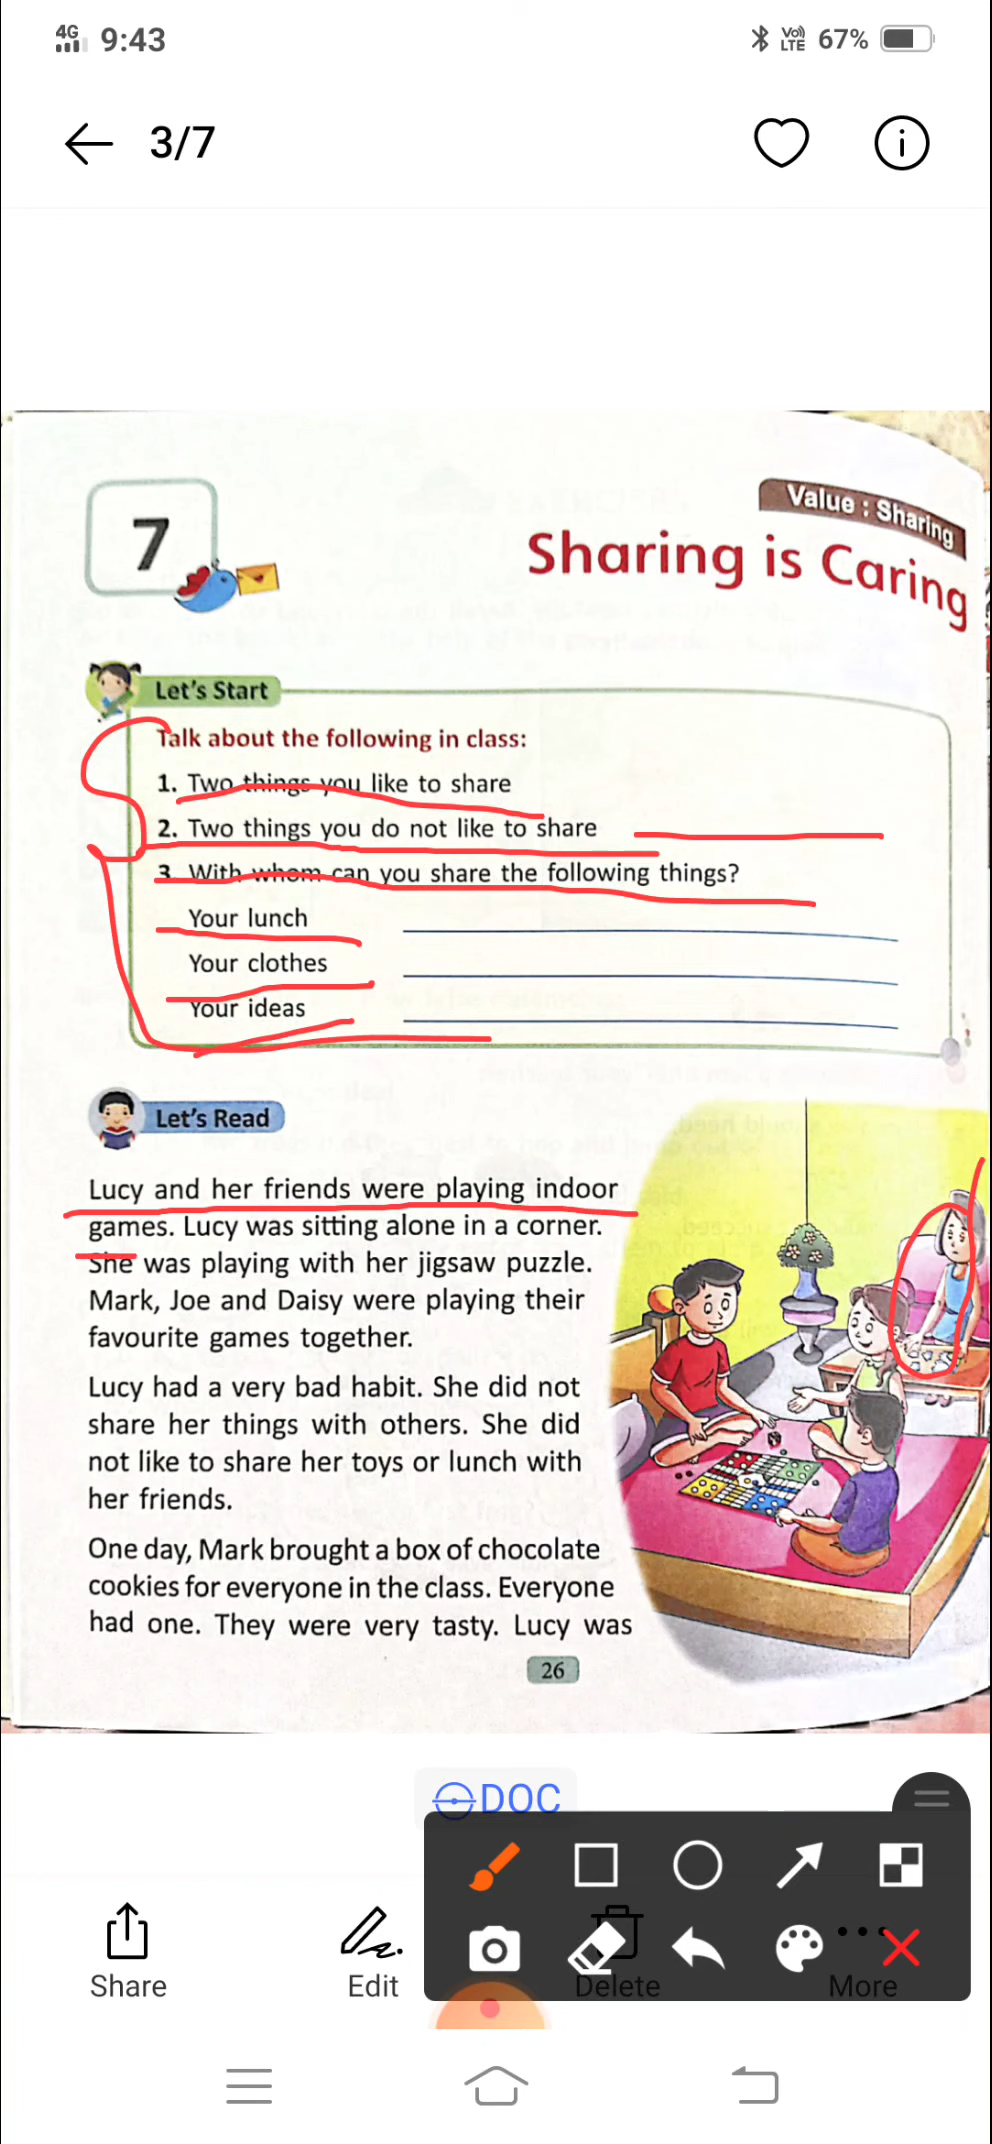 4G 9:43 Vo) LTE 67%
3/7
7
Value : Sharing
Sharing is Caring
Let's Start
Talk about the following in class:
1. Two things you like to share
2. Two things you do not like to share
3. With whom can you share the following things?
Your lunch
Your clothes
Your ideas
Let's Read
Lucy and her friends were playing indoor
games. Lucy was sitting alone in a corner.
She was playing with her jigsaw puzzle.
Mark, Joe and Daisy were playing their
favourite games together.
Lucy had a very bad habit. She did not
share her things with others. She did
not like to share her toys or lunch with
her friends.
One day, Mark brought a box of chocolate
cookies for everyone in the class. Everyone
had one. They were very tasty. Lucy was
26
DOC
Share
Edit
Delete
More